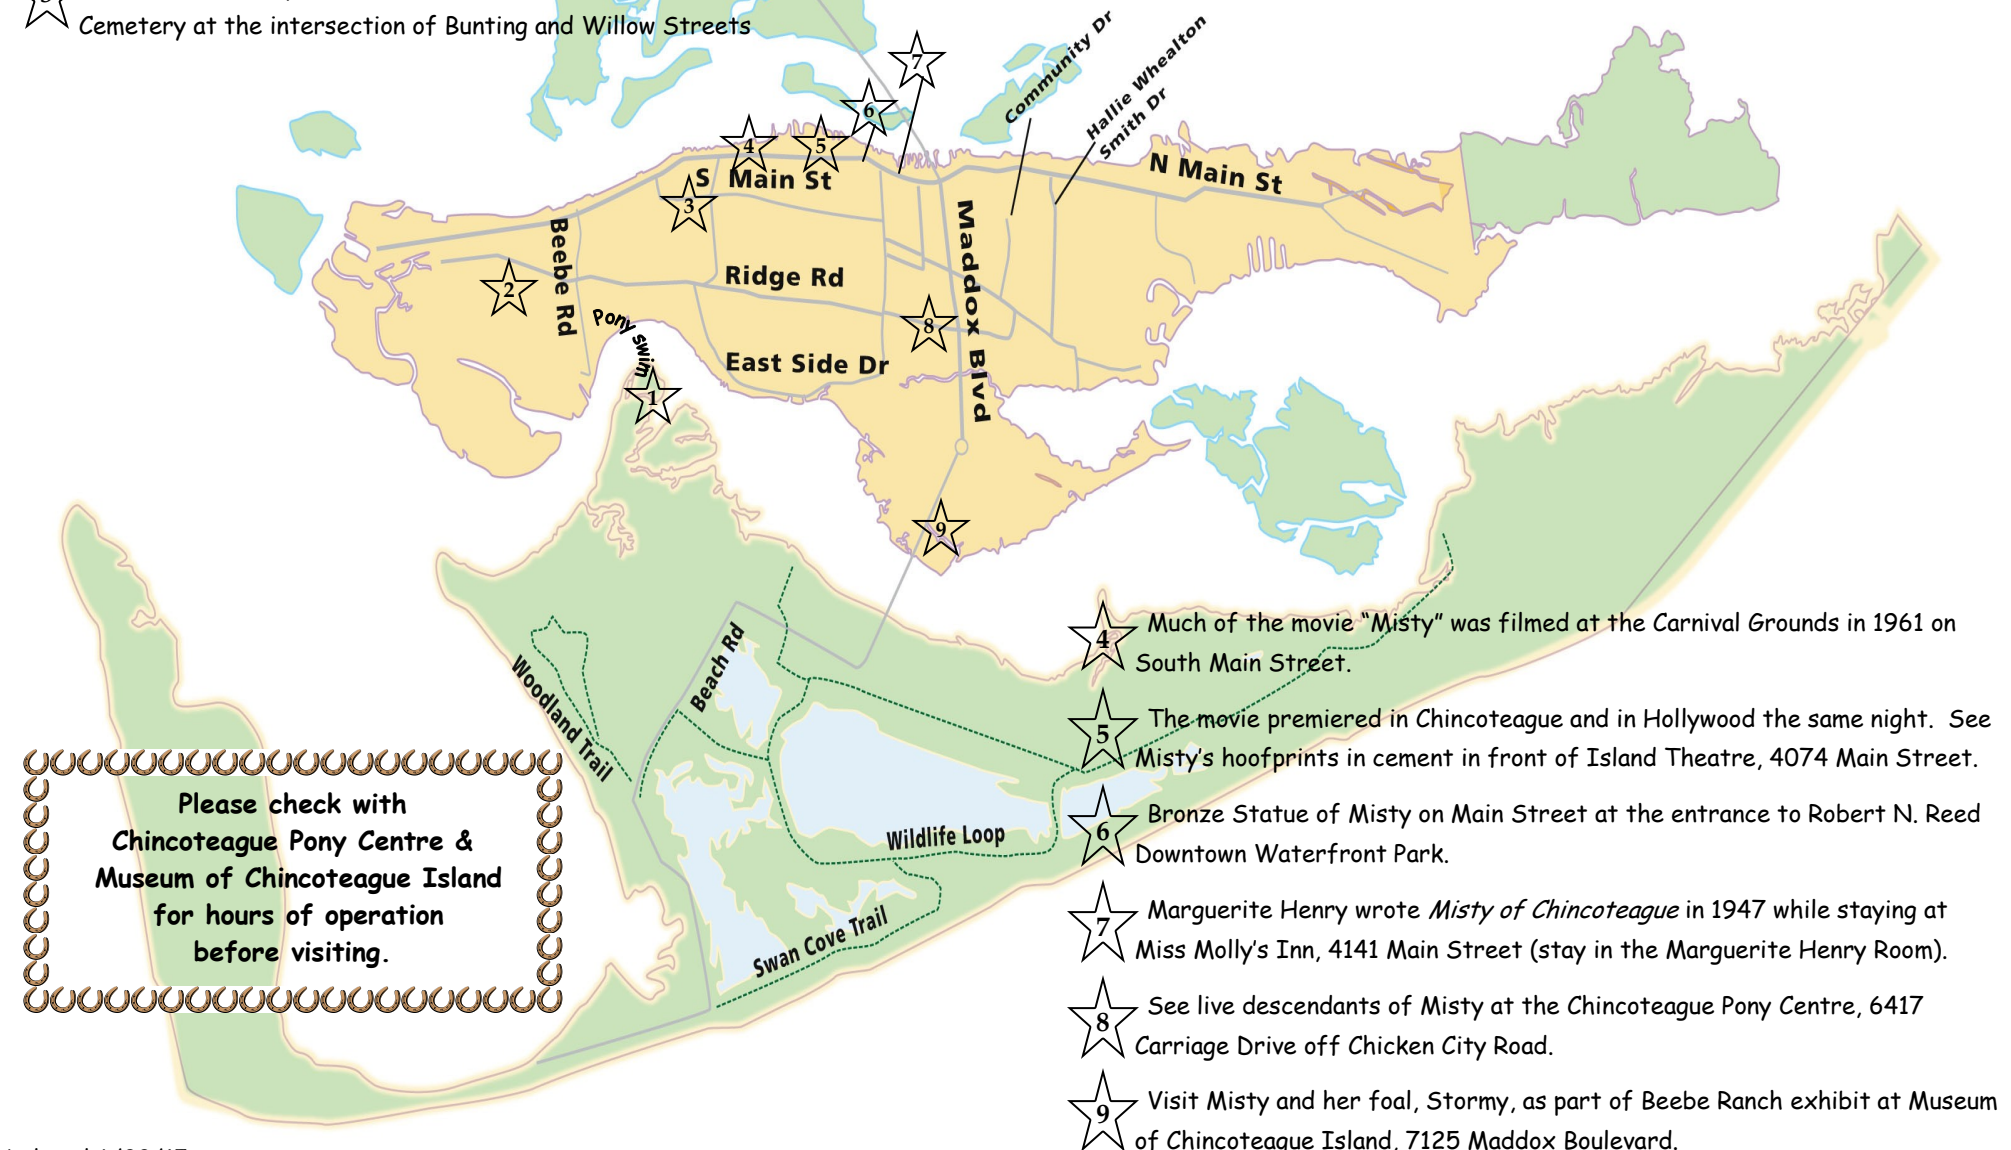 Cemetery at the intersection of Bunting and Willow Streets
7
6
Community Dr
Hallie Whealton
Smith Dr
4
5
S Main St
N Main St
3
Maddox Blvd
Beebe Rd
2
Ridge Rd
Pony swim
8
East Side Dr
1
9
Woodland Trail
Beach Rd
Wildlife Loop
Swan Cove Trail
Please check with
Chincoteague Pony Centre &
Museum of Chincoteague Island
for hours of operation
before visiting.
4 Much of the movie “Misty” was filmed at the Carnival Grounds in 1961 on
South Main Street.
5 The movie premiered in Chincoteague and in Hollywood the same night. See
Misty’s hoofprints in cement in front of Island Theatre, 4074 Main Street.
6 Bronze Statue of Misty on Main Street at the entrance to Robert N. Reed
Downtown Waterfront Park.
7 Marguerite Henry wrote Misty of Chincoteague in 1947 while staying at
Miss Molly’s Inn, 4141 Main Street (stay in the Marguerite Henry Room).
8 See live descendants of Misty at the Chincoteague Pony Centre, 6417
Carriage Drive off Chicken City Road.
9 Visit Misty and her foal, Stormy, as part of Beebe Ranch exhibit at Museum
of Chincoteague Island, 7125 Maddox Boulevard.